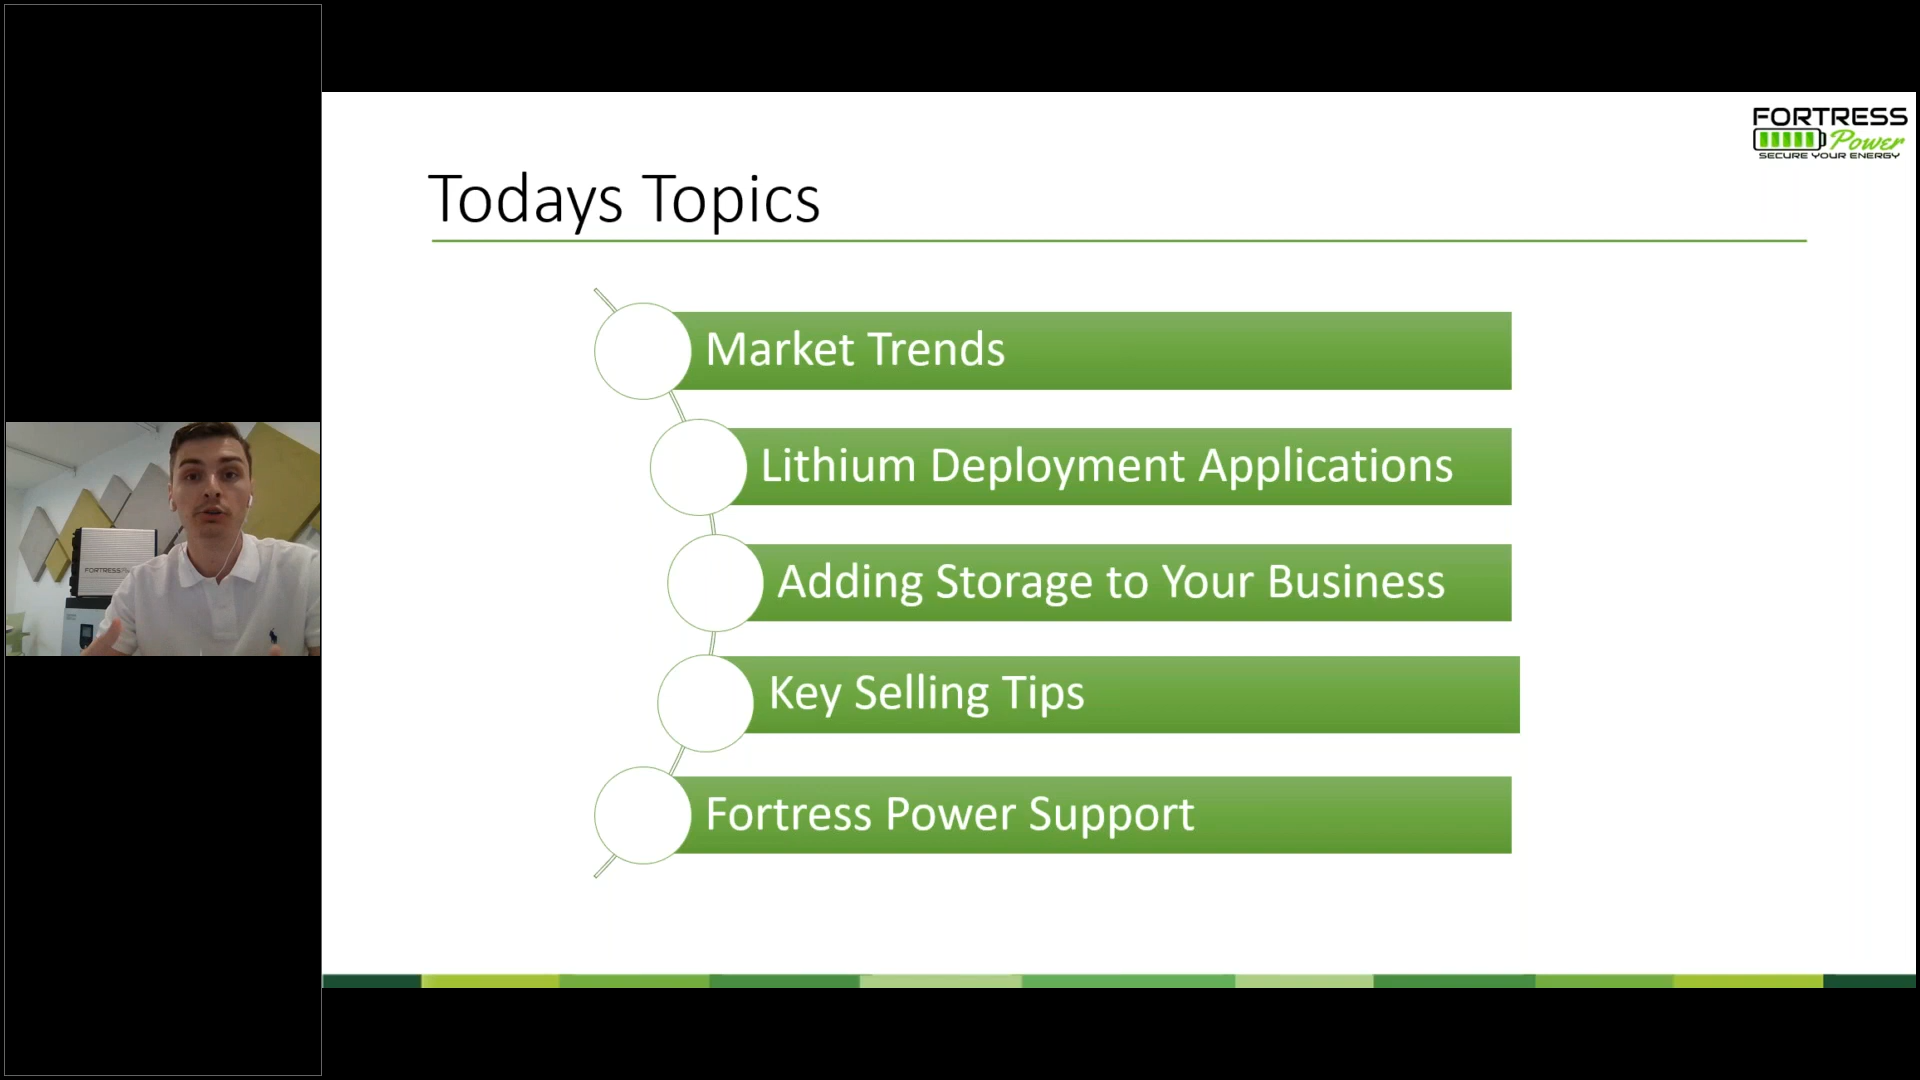 FORTRESS
Power
SECURE YOUR ENERGY
Todays Topics
Market Trends
Lithium Deployment Applications
Adding Storage to Your Business
Key Selling Tips
Fortress Power Support
FORTRESS